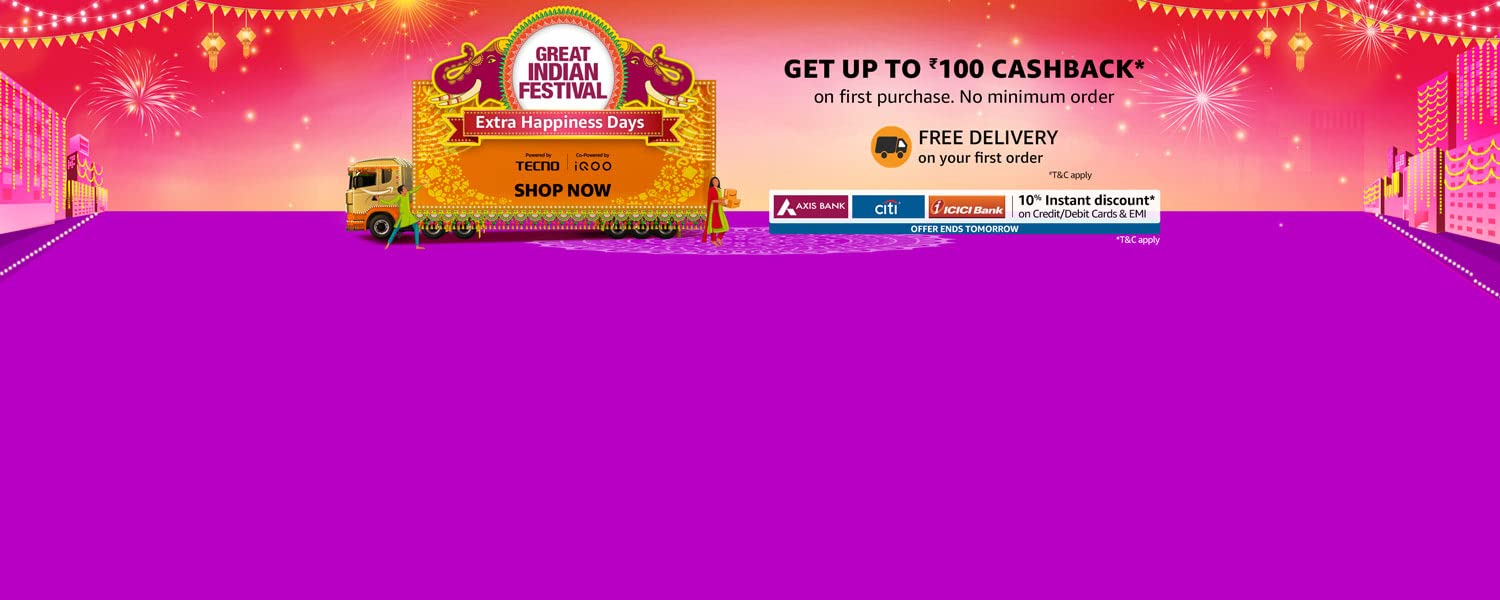 GREAT
INDIAN
FESTIVAL
Extra Happiness Days
Powered by
TECNO
Co-Powered by
iQOO
SHOP NOW
GET UP TO ₹100 CASHBACK*
on first purchase. No minimum order
FREE DELIVERY
on your first order
*T&C apply
AXIS BANK
citi
ICICI Bank
10% Instant discount*
on Credit/Debit Cards & EMI
OFFER ENDS TOMORROW
*T&C apply